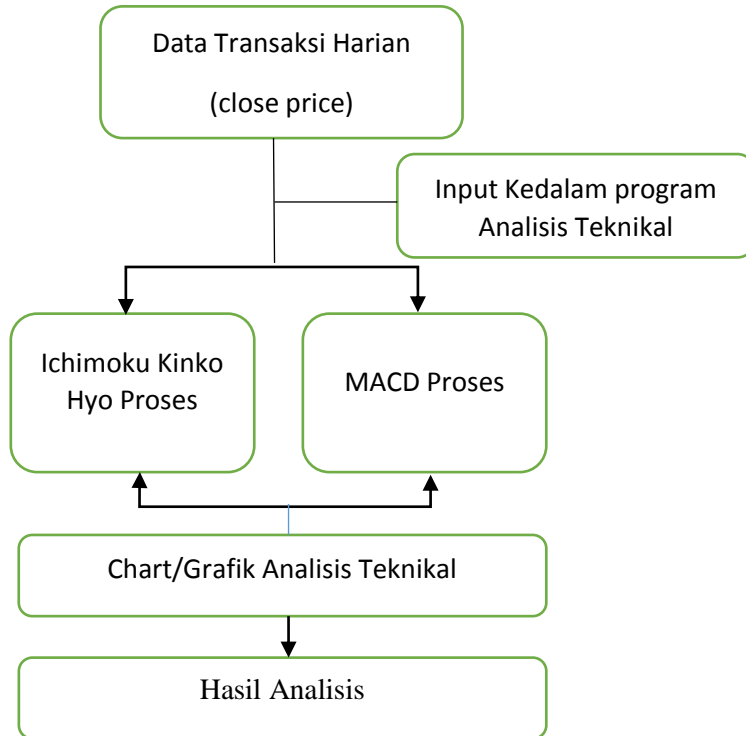 Data Transaksi Harian
(close price)
Input Kedalam program
Analisis Teknikal
Ichimoku Kinko
Hyo Proses
MACD Proses
Chart/Grafik Analisis Teknikal
Hasil Analisis